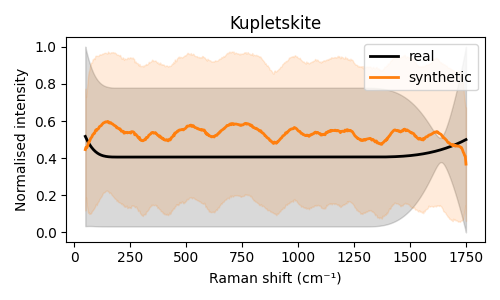 Kupletskite
Normalised intensity
1.0
0.8
0.6
0.4
0.2
0.0
real
synthetic
0 250 500 750 1000 1250 1500 1750
Raman shift (cm⁻¹)